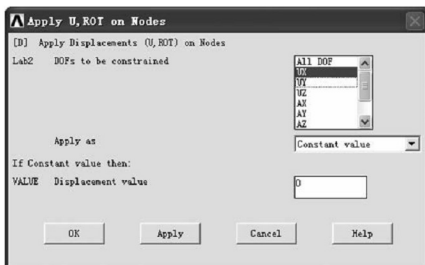 Apply U,ROT on Nodes
[D] Apply Displacements (U,ROT) on Nodes
Lab2 DOFs to be constrained
All DOF
UX
UY
UZ
AX
AY
AZ
Apply as Constant value
If Constant value then:
VALUE Displacement value 0
OK Apply Cancel Help